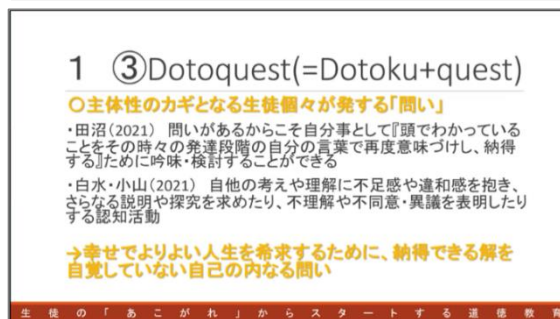 1 ③Dotoquest(=Dotoku+quest)
〇主体性のカギとなる生徒個々が発する「問い」
・田沼(2021) 問いがあるからこそ自分事として『頭でわかっている
ことをその時々の発達段階の自分の言葉で再度意味づけし、納得
する』ために吟味・検討することができる
・白水・小山(2021) 自他の考えや理解に不足感や違和感を抱き、
さらなる説明や探究を求めたり、不理解や不同意・異議を表明したり
する認知活動
→幸せでよりよい人生を希求するために、納得できる解を
自覚していない自己の内なる問い
生徒の「あこがれ」からスタートする道徳教育